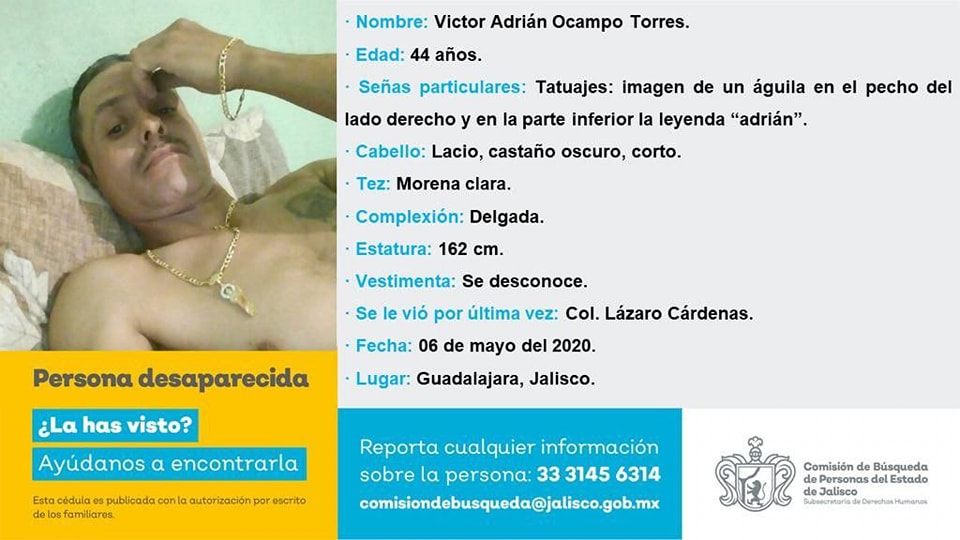 · Nombre: Victor Adrián Ocampo Torres.
· Edad: 44 años.
· Señas particulares: Tatuajes: imagen de un águila en el pecho del
lado derecho y en la parte inferior la leyenda “adrián”.
· Cabello: Lacio, castaño oscuro, corto.
· Tez: Morena clara.
· Complexión: Delgada.
· Estatura: 162 cm.
· Vestimenta: Se desconoce.
· Se le vió por última vez: Col. Lázaro Cárdenas.
· Fecha: 06 de mayo del 2020.
· Lugar: Guadalajara, Jalisco.
Persona desaparecida
¿La has visto?
Ayúdanos a encontrarla
Esta cédula es publicada con la autorización por escrito
de los familiares.
Reporta cualquier información
sobre la persona: 33 3145 6314
comisiondebusqueda@jalisco.gob.mx
Comisión de Búsqueda
de Personas del Estado
de Jalisco
Subsecretaría de Derechos Humanos